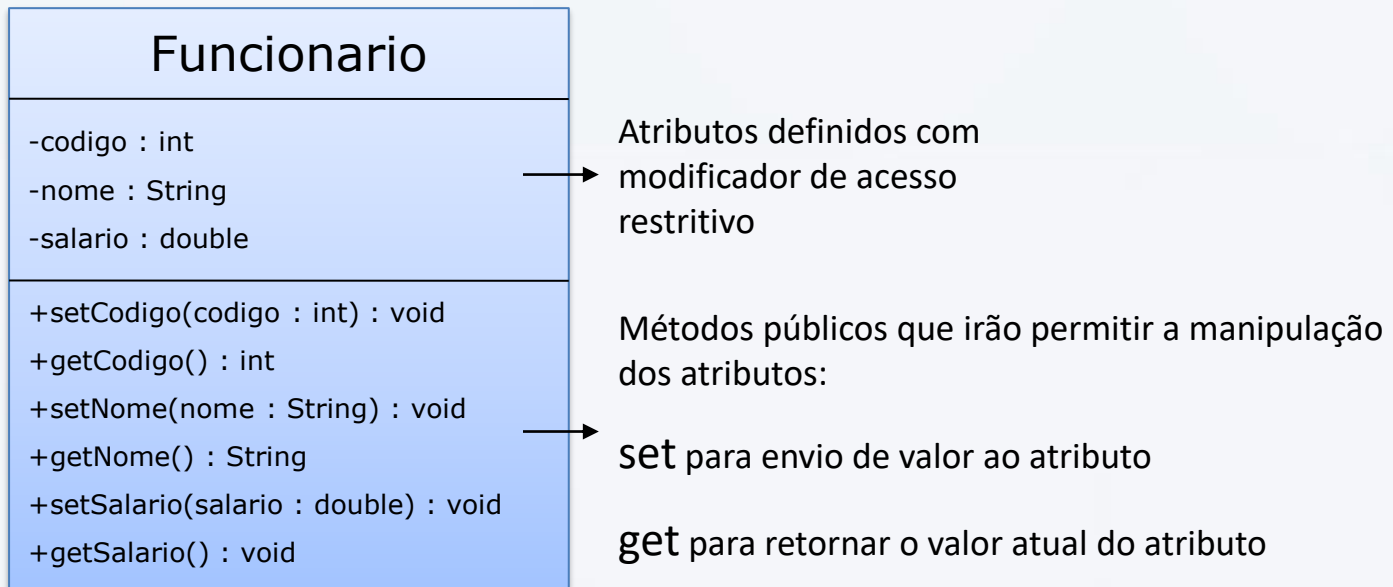 Funcionario
-codigo : int
-nome : String
-salario : double
Atributos definidos com
modificador de acesso
restritivo
+setCodigo(codigo : int) : void
+getCodigo() : int
+setNome(nome : String) : void
+getNome() : String
+setSalario(salario : double) : void
+getSalario() : void
Métodos públicos que irão permitir a manipulação
dos atributos:
set para envio de valor ao atributo
get para retornar o valor atual do atributo